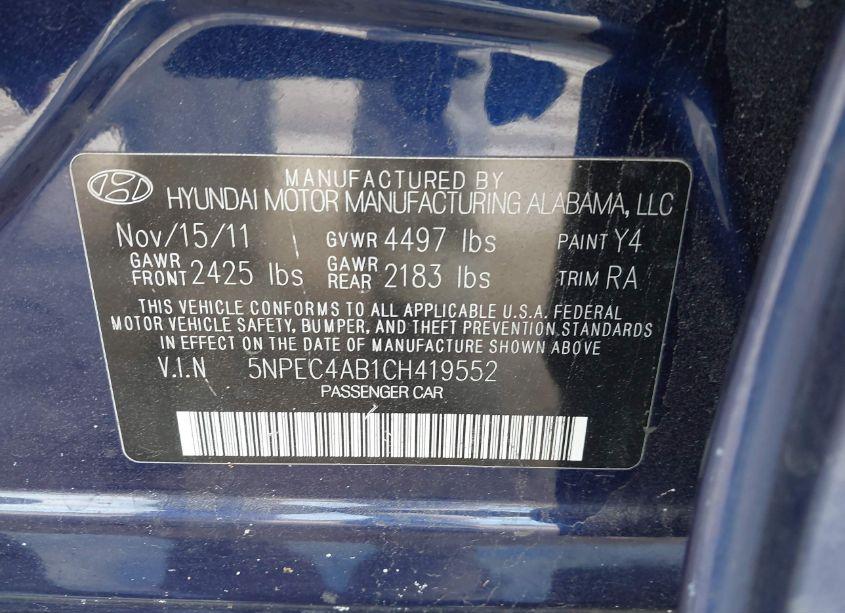 MANUFACTURED BY
HYUNDAI MOTOR MANUFACTURING ALABAMA, LLC
Nov/15/11 GVWR 4497 lbs PAINT Y4
GAWR FRONT 2425 lbs GAWR REAR 2183 lbs TRIM RA
THIS VEHICLE CONFORMS TO ALL APPLICABLE U.S.A. FEDERAL
MOTOR VEHICLE SAFETY, BUMPER, AND THEFT PREVENTION STANDARDS
IN EFFECT ON THE DATE OF MANUFACTURE SHOWN ABOVE
V.I.N 5NPEC4AB1CH419552
PASSENGER CAR